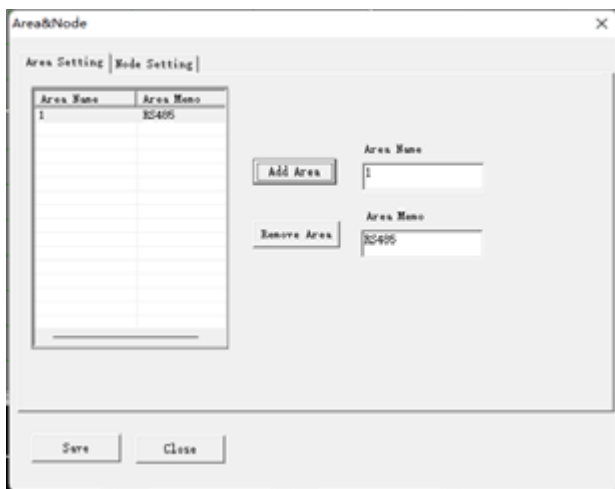 Area&Node
Area Setting Node Setting
Area Name Area Memo
1 RS485
Area Name
Add Area 1
Area Memo
Remove Area RS485
Save Close